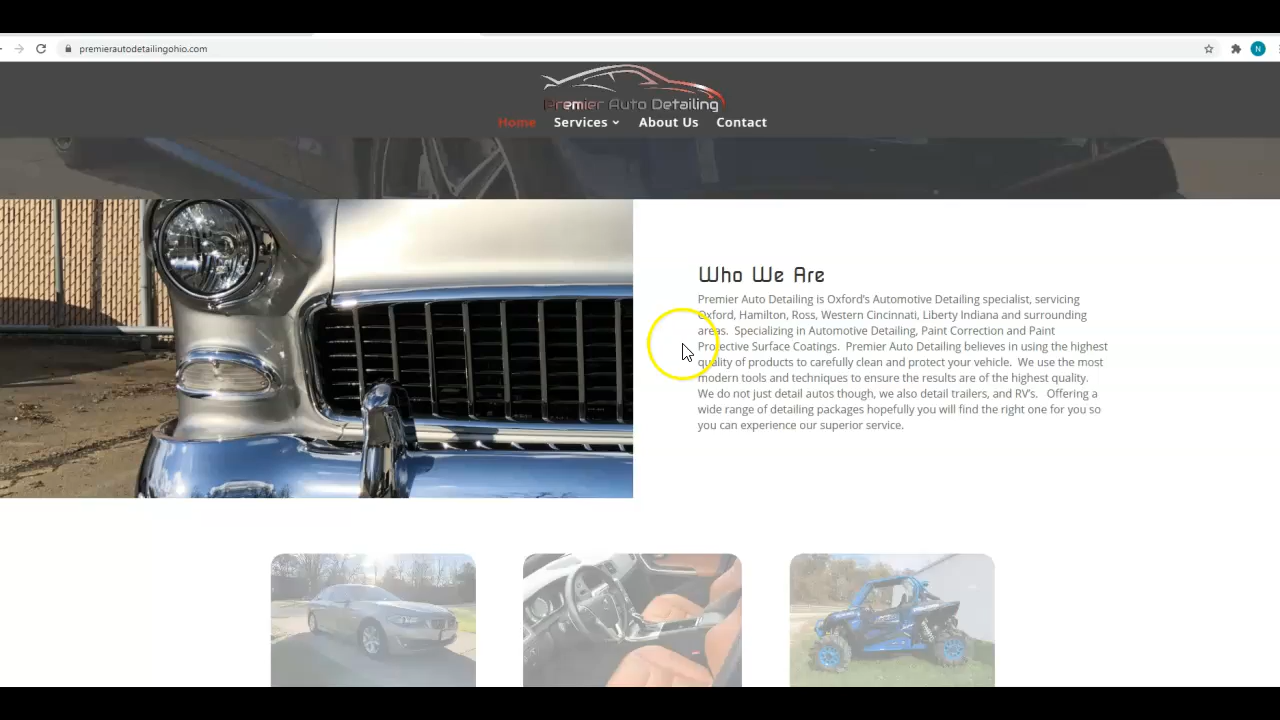 premierautodetailingohio.com
N
Premier Auto Detailing
Home Services About Us Contact
Who We Are
Premier Auto Detailing is Oxford's Automotive Detailing specialist, servicing
Oxford, Hamilton, Ross, Western Cincinnati, Liberty Indiana and surrounding
areas. Specializing in Automotive Detailing, Paint Correction and Paint
Protective Surface Coatings. Premier Auto Detailing believes in using the highest
quality of products to carefully clean and protect your vehicle. We use the most
modern tools and techniques to ensure the results are of the highest quality.
We do not just detail autos though, we also detail trailers, and RV's. Offering a
wide range of detailing packages hopefully you will find the right one for you so
you can experience our superior service.